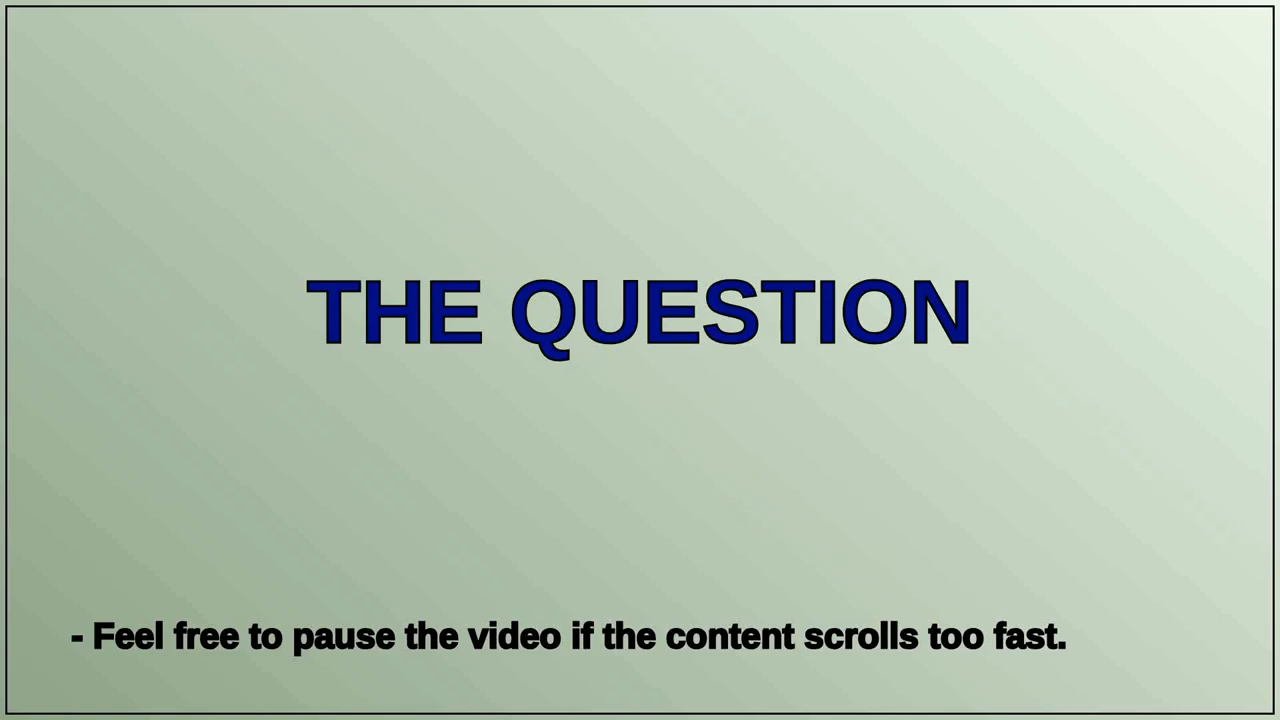 THE QUESTION
- Feel free to pause the video if the content scrolls too fast.